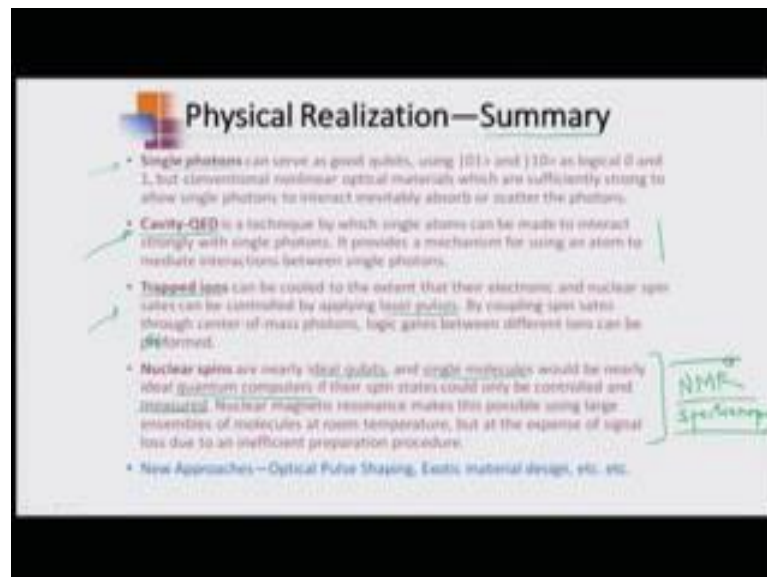 Physical Realization—Summary
• Single photons can serve as good qubits, using |01> and |10> as logical 0 and
1, but conventional nonlinear optical materials which are sufficiently strong to
allow single photons to interact inevitably absorb or scatter the photons.
• Cavity-QED is a technique by which single atoms can be made to interact
strongly with single photons. It provides a mechanism for using an atom to
mediate interactions between single photons.
• Trapped ions can be cooled to the extent that their electronic and nuclear spin
sates can be controlled by applying laser pulses. By coupling spin sates
through center of mass photons, logic gates between different ions can be
performed.
• Nuclear spins are nearly ideal qubits, and single molecules would be nearly
ideal quantum computers if their spin states could only be controlled and
measured. Nuclear magnetic resonance makes this possible using large
ensembles of molecules at room temperature, but at the expense of signal
loss due to an inefficient preparation procedure.
• New Approaches—Optical Pulse Shaping, Exotic material design, etc. etc.
NMR